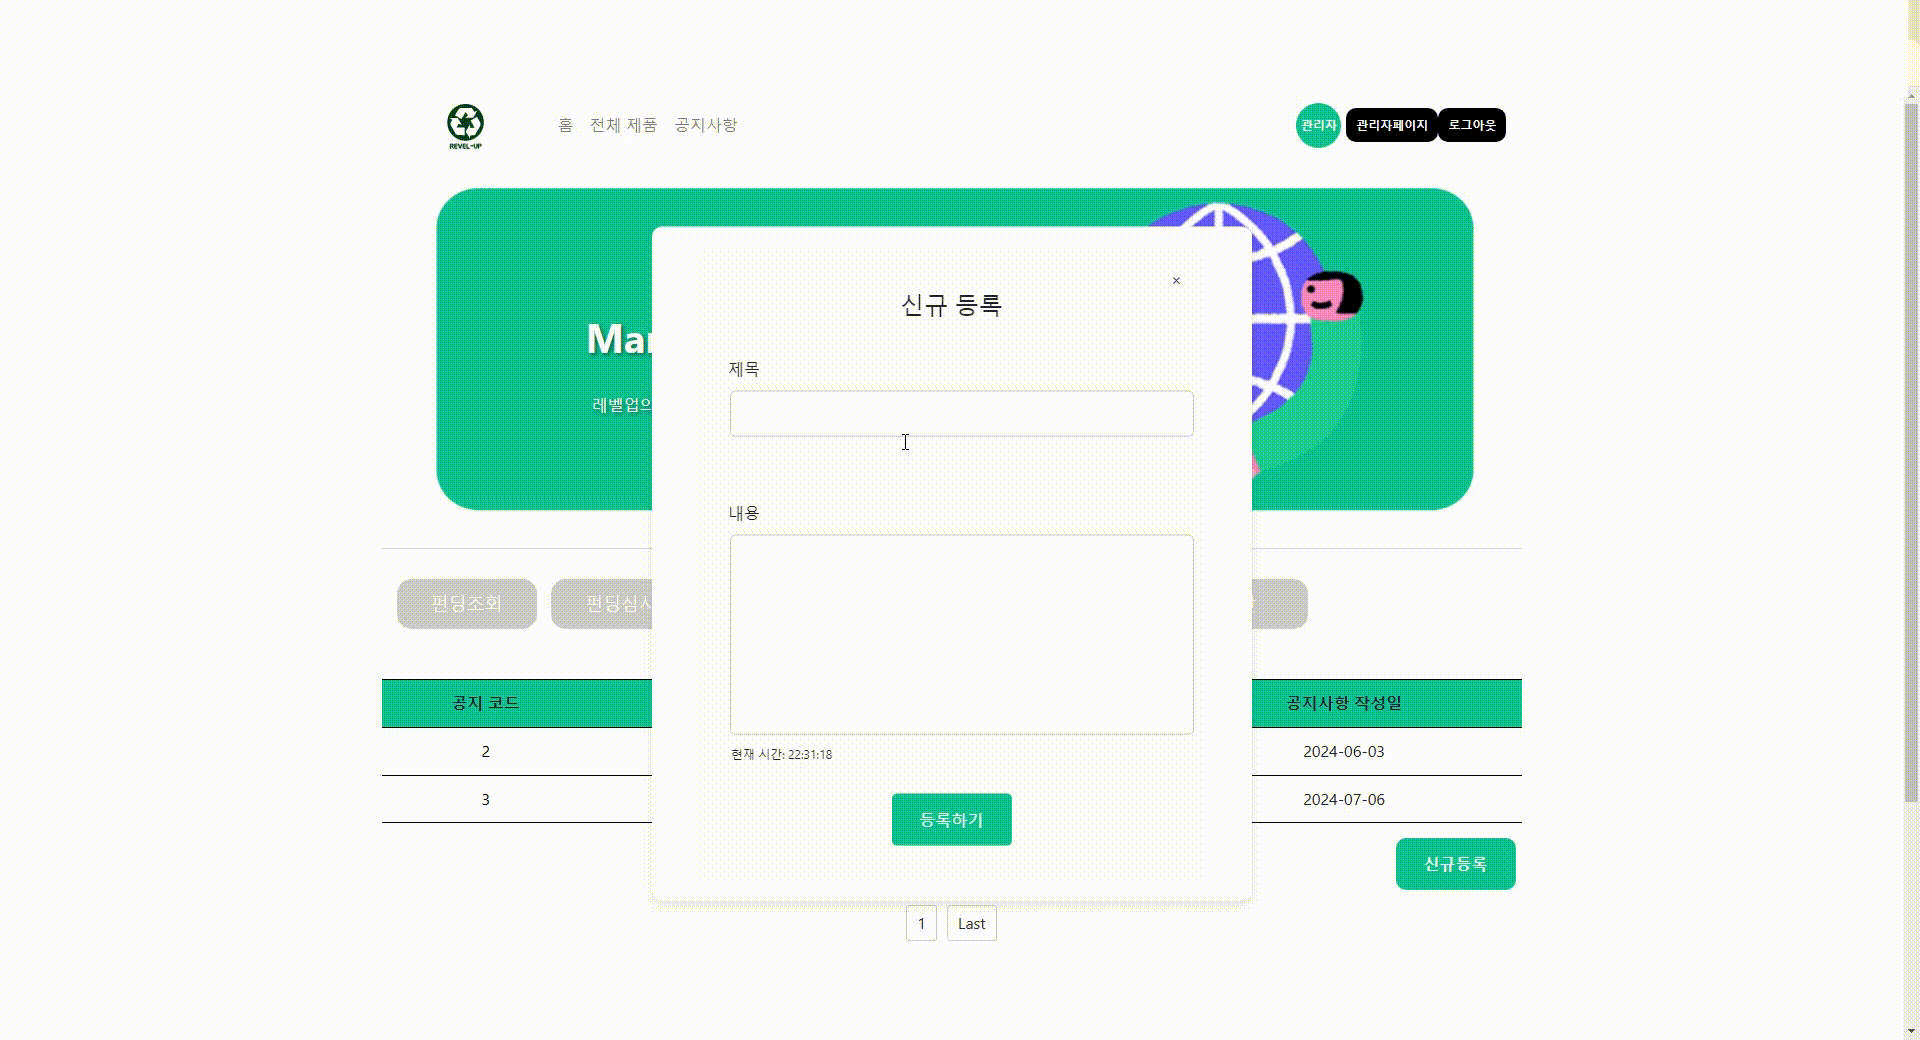 REVEL-UP
홈 전체 제품 공지사항
관리자 관리자페이지 로그아웃
신규 등록
×
제목
레벨업의
내용
펀딩조회 펀딩심사
공지 코드 공지사항 작성일
2 2024-06-03
현재 시간: 22:31:18
3 2024-07-06
등록하기
신규등록
1 Last